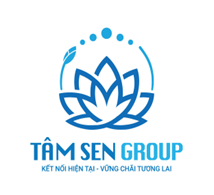 TÂM SEN GROUP
KẾT NỐI HIỆN TẠI - VỮNG CHÃI TƯƠNG LAI